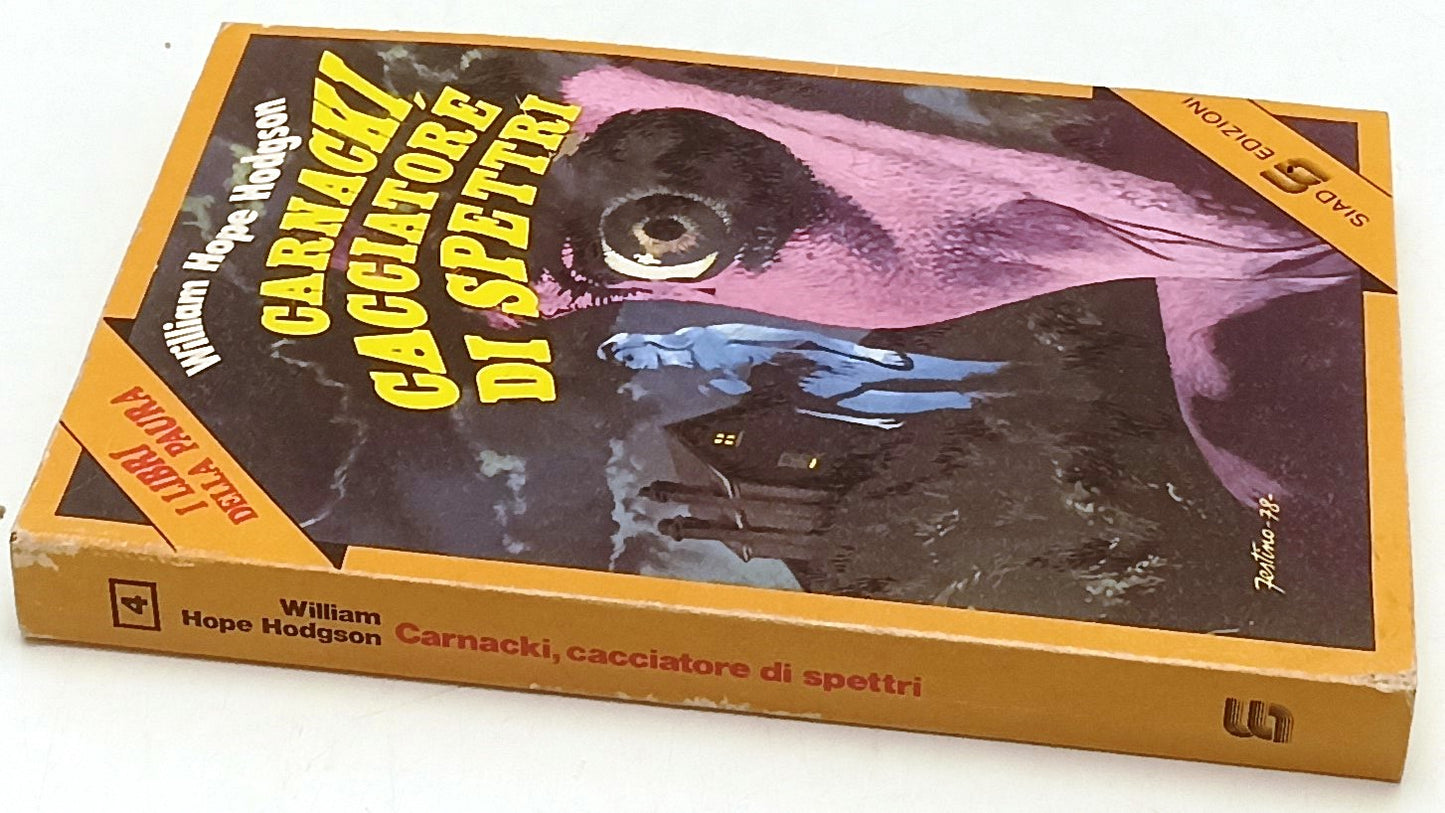 William Hope Hodgson
CARNACKI
CACCIATORE
DI SPETTRI
I LIBRI
DELLA PAURA
SIAD EDIZIONI
Festino-78-
4
William
Hope Hodgson
Carnacki, cacciatore di spettri